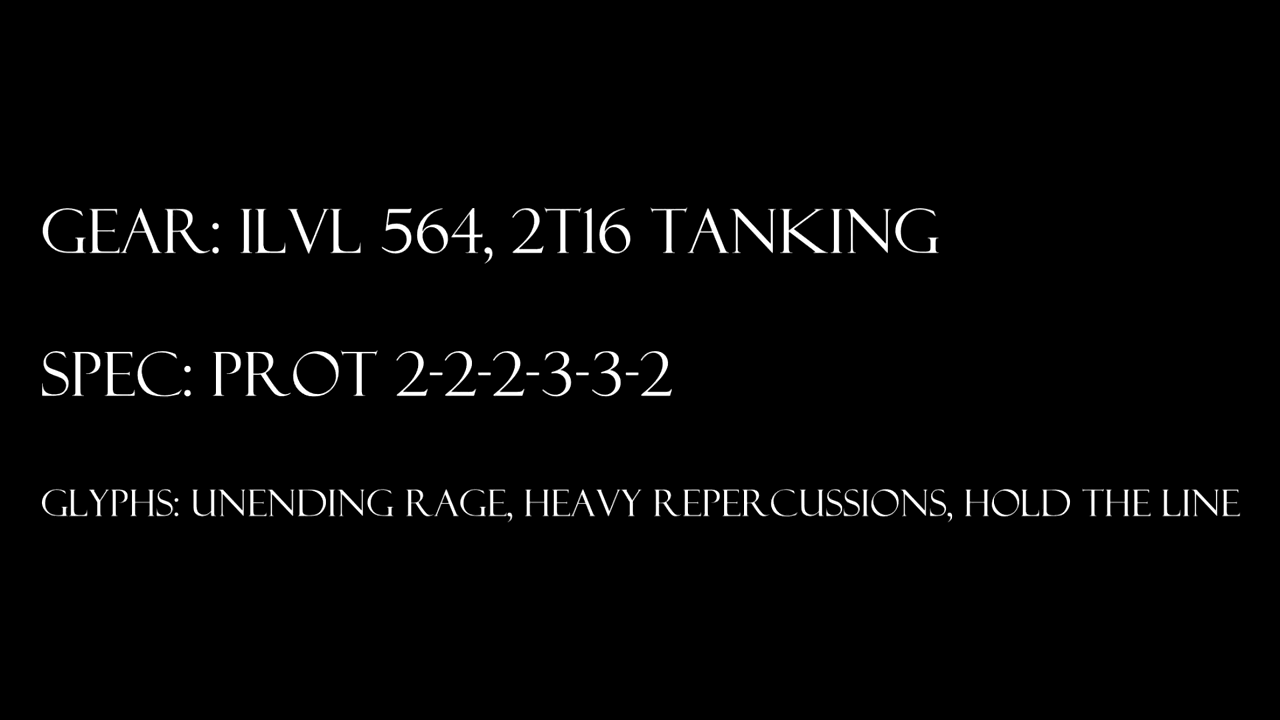 GEAR: ILVL 564, 2T16 TANKING
SPEC: PROT 2-2-2-3-3-2
GLYPHS: UNENDING RAGE, HEAVY REPERCUSSIONS, HOLD THE LINE